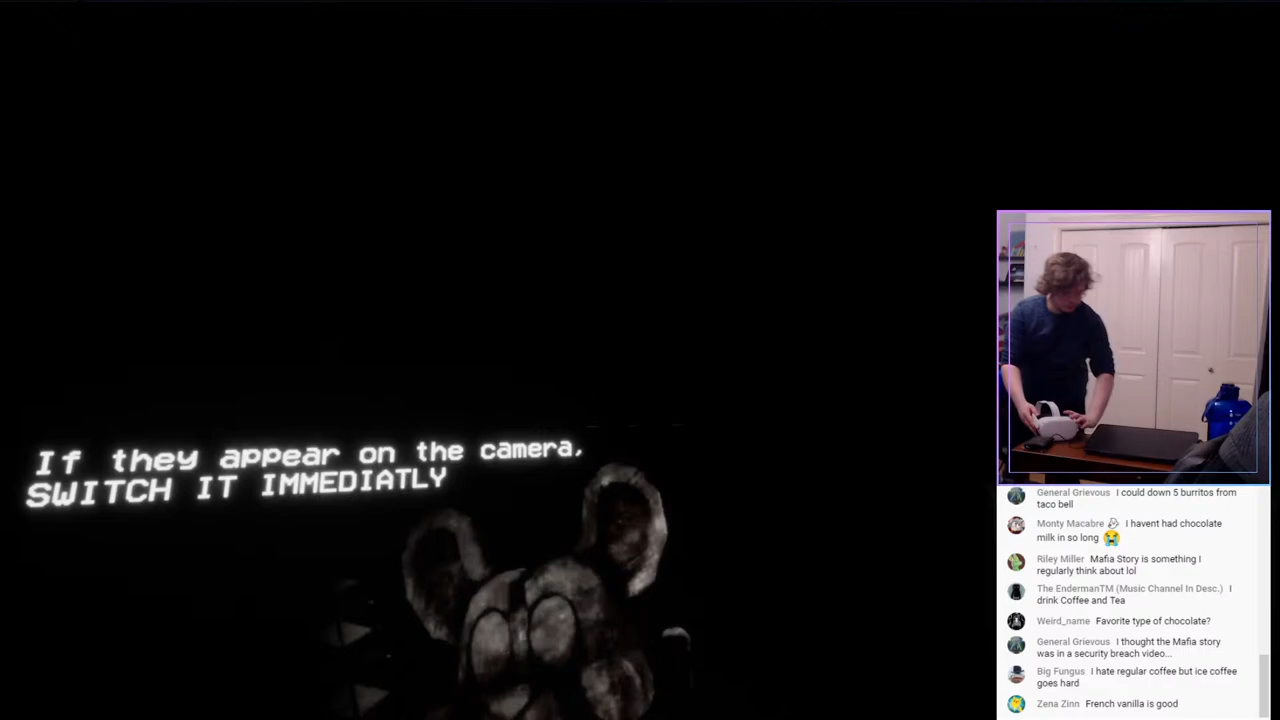 If they appear on the camera,
SWITCH IT IMMEDIATLY
General Grievous I could down 5 burritos from
taco bell
Monty Macabre I havent had chocolate
milk in so long 😭
Riley Miller Mafia Story is something I
regularly think about lol
The EndermanTM (Music Channel In Desc.) I
drink Coffee and Tea
Weird_name Favorite type of chocolate?
General Grievous I thought the Mafia story
was in a security breach video...
Big Fungus I hate regular coffee but ice coffee
goes hard
Zena Zinn French vanilla is good